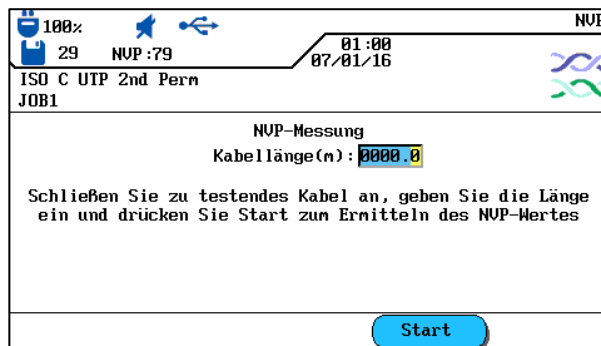 100% NVP
29 NVP:79 01:00
07/01/16
ISO C UTP 2nd Perm
JOB1
NVP-Messung
Kabellänge(m): 0000.0
Schließen Sie zu testendes Kabel an, geben Sie die Länge
ein und drücken Sie Start zum Ermitteln des NVP-Wertes
Start